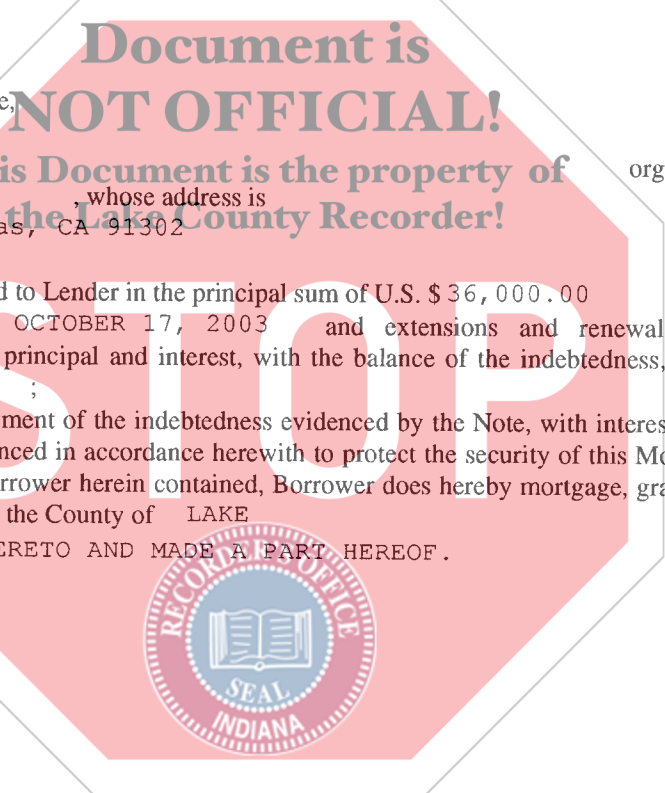 Document is
e,
NOT OFFICIAL!
is Document is the property of
org
, whose address is
the Lake County Recorder!
as, CA 91302
d to Lender in the principal sum of U.S. $ 36,000.00
OCTOBER 17, 2003 and extensions and renewal
principal and interest, with the balance of the indebtedness,
;
STOP!
ment of the indebtedness evidenced by the Note, with interes
nced in accordance herewith to protect the security of this Mo
rrower herein contained, Borrower does hereby mortgage, gra
the County of LAKE
ERETO AND MADE A PART HEREOF.
RECORDER'S OFFICE
SEAL
INDIANA